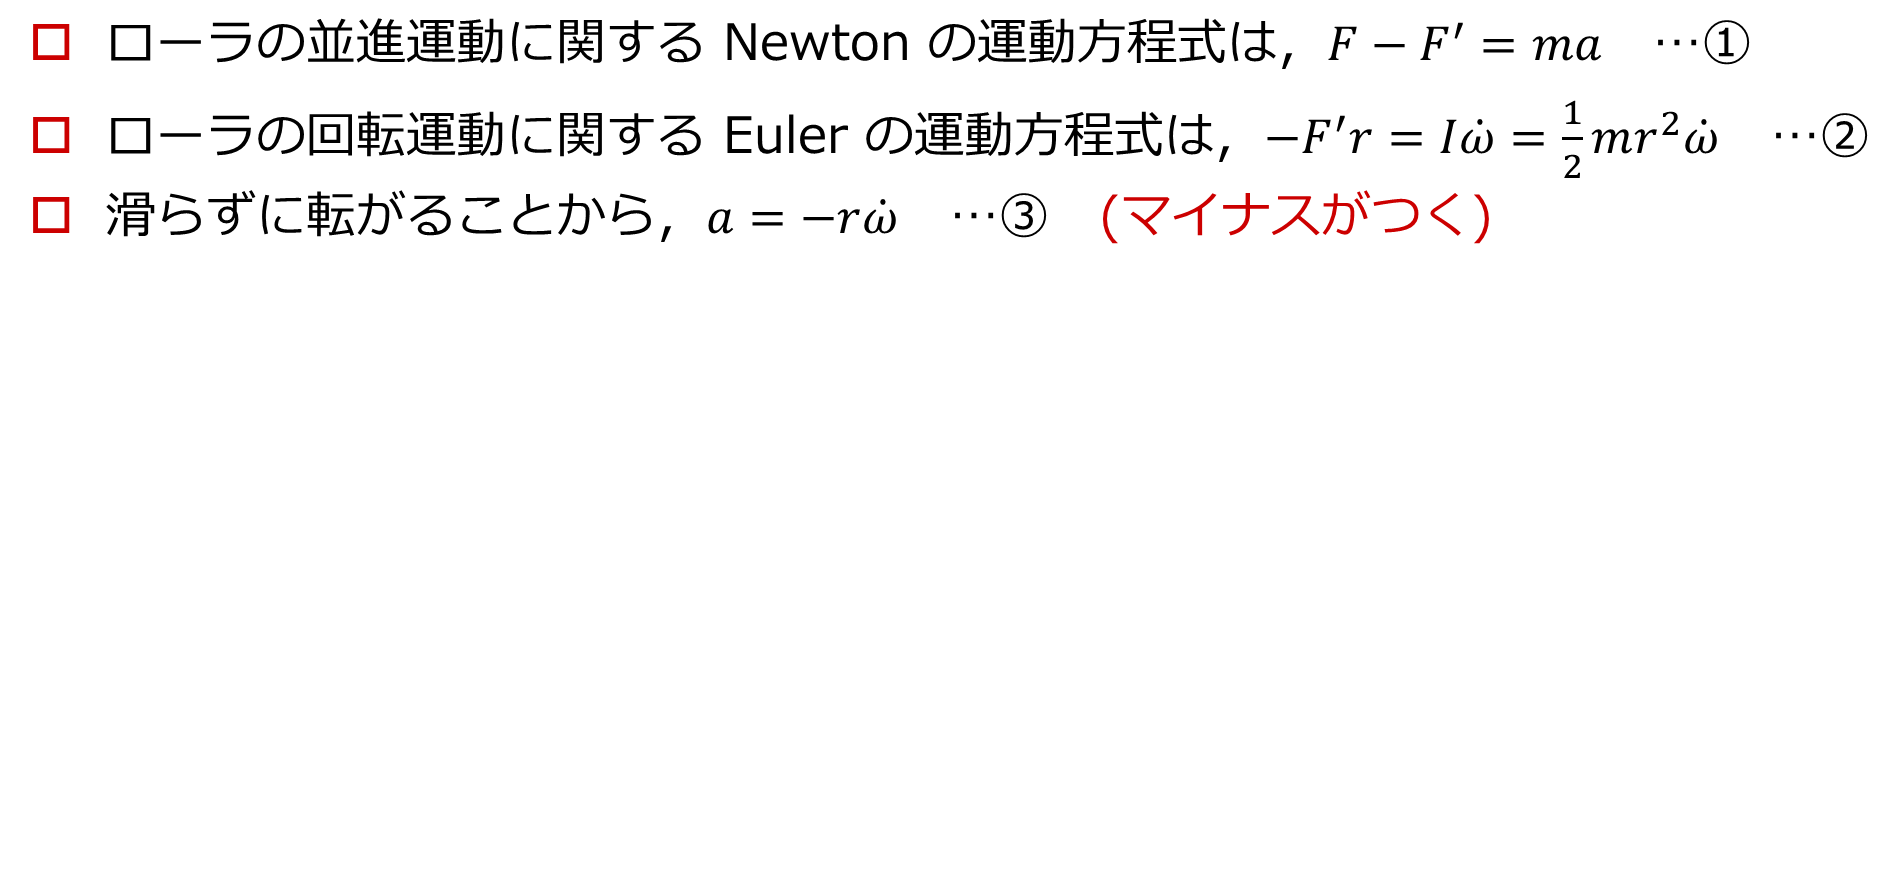 □ ローラの並進運動に関する Newton の運動方程式は，F − F′ = ma …①
□ ローラの回転運動に関する Euler の運動方程式は，−F′r = Iω̇ = 1/2 mr²ω̇ …②
□ 滑らずに転がることから，a = −rω̇ …③ (マイナスがつく)